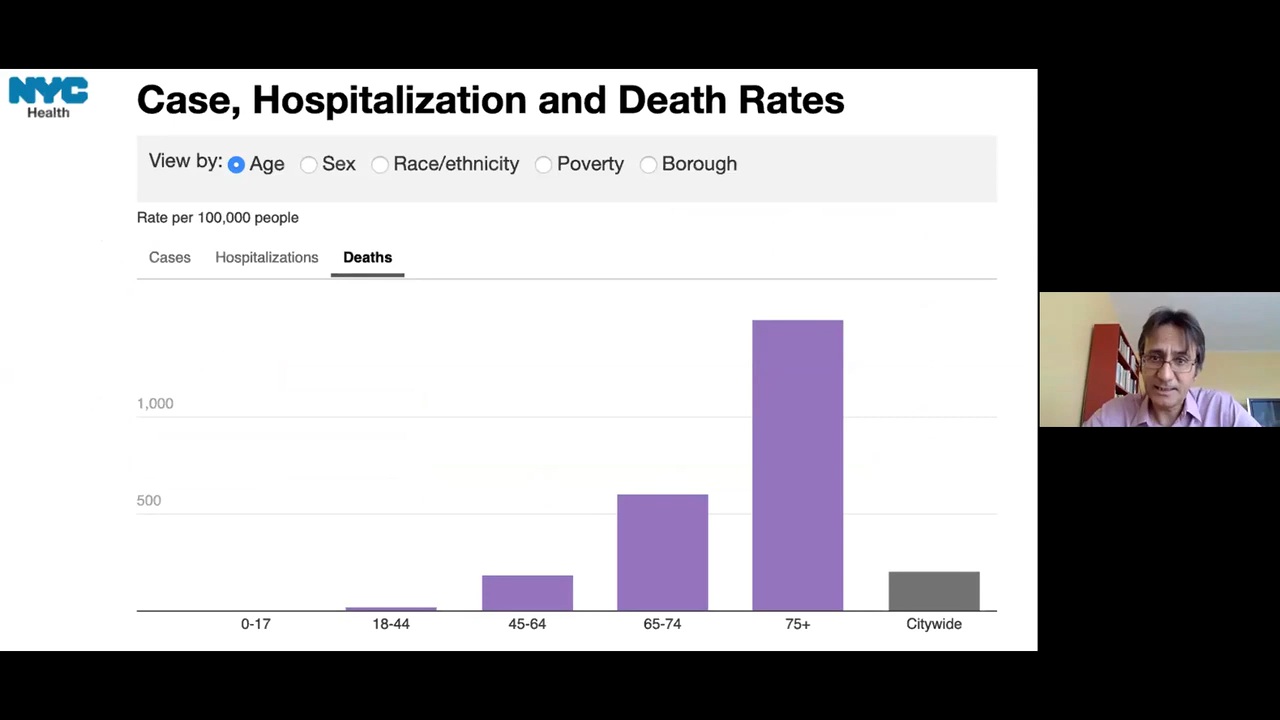 NYC
Health
Case, Hospitalization and Death Rates
View by: Age Sex Race/ethnicity Poverty Borough
Rate per 100,000 people
Cases Hospitalizations Deaths
1,000
500
0-17 18-44 45-64 65-74 75+ Citywide